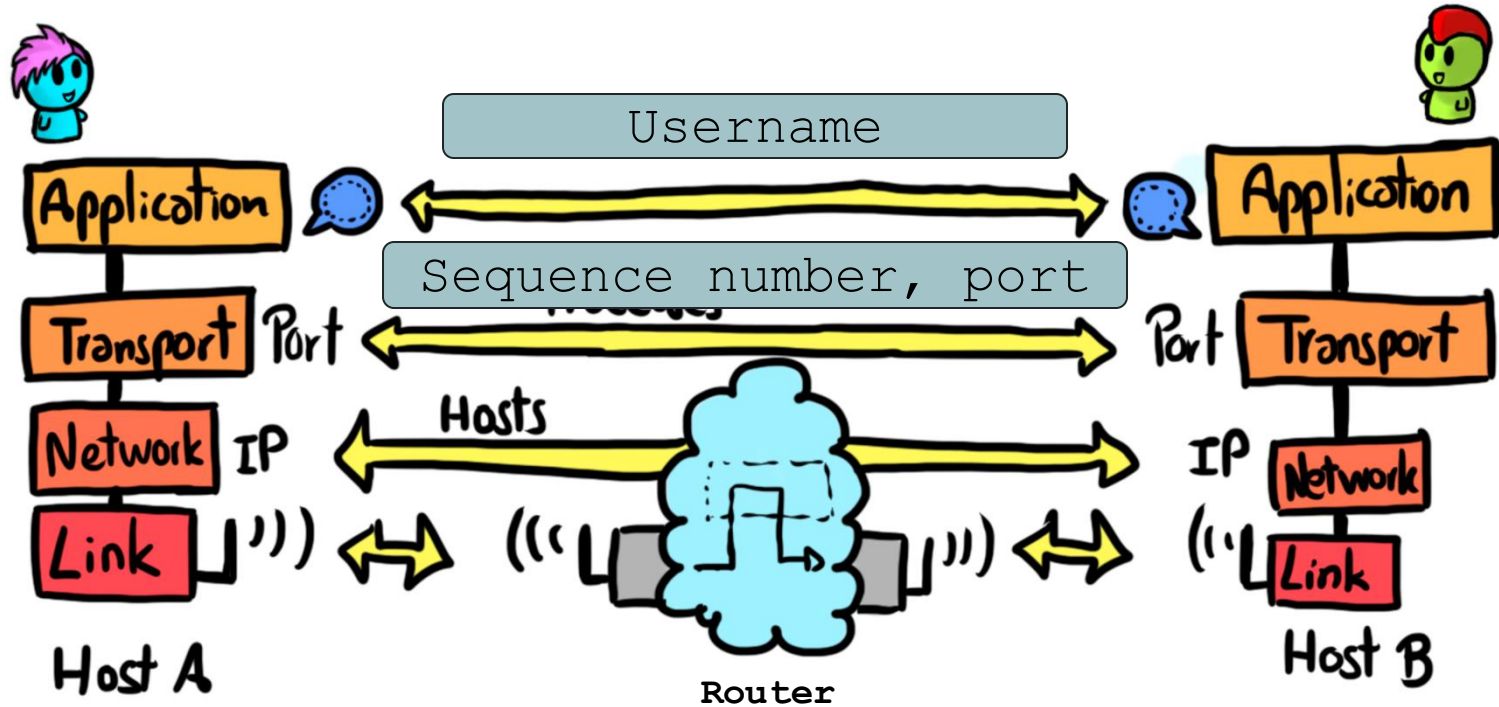 Username
Application
Application
Sequence number, port
Transport
Port
Port
Transport
Hosts
Network
IP
IP
Network
Link
Link
Host A
Host B
Router